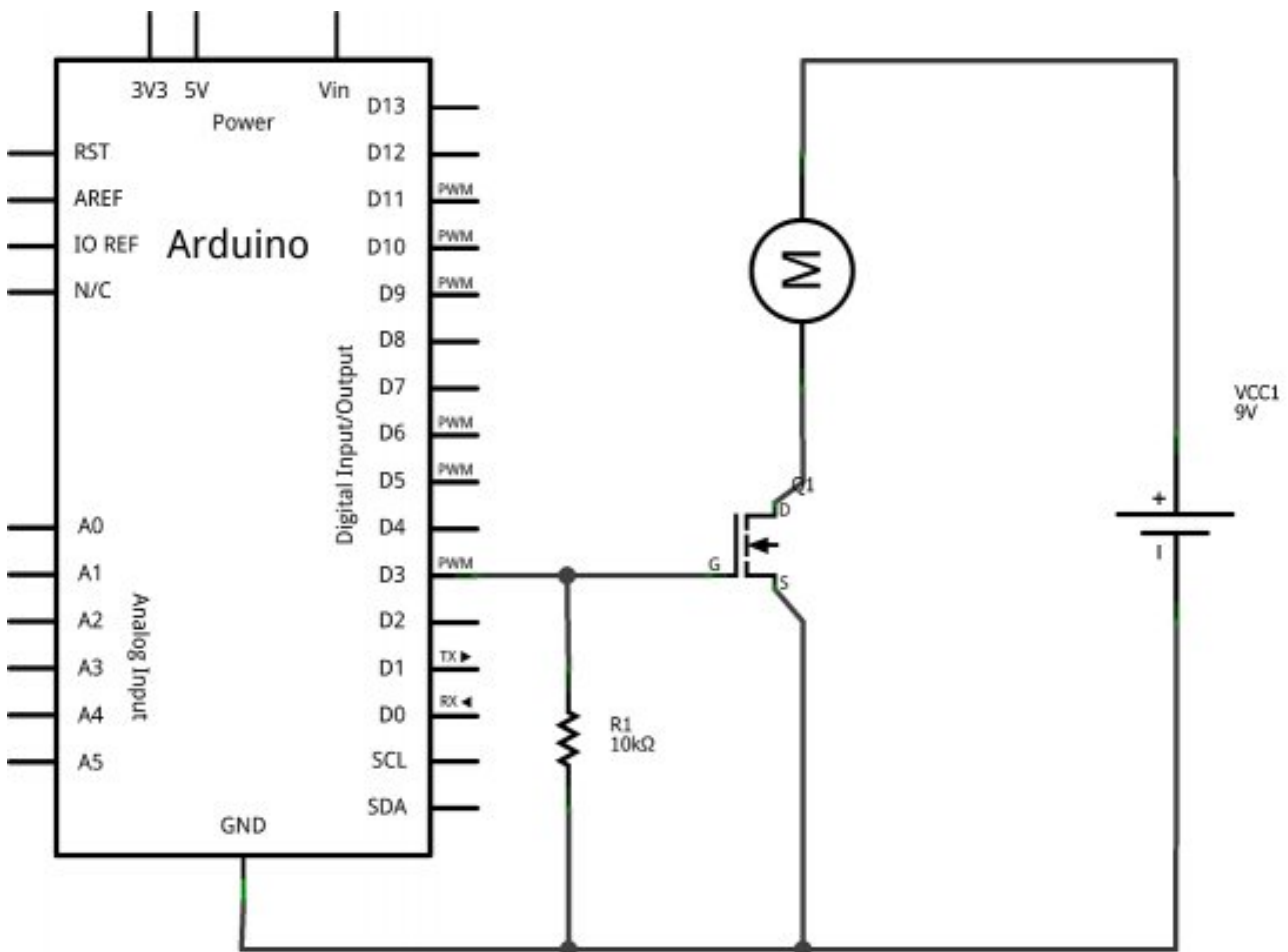 3V3 5V Vin
Power
RST
AREF
IO REF
N/C
Arduino
A0
A1
A2
A3
A4
A5
Analog Input
Digital Input/Output
D13
D12
D11 PWM
D10 PWM
D9 PWM
D8
D7
D6 PWM
D5 PWM
D4
D3 PWM
D2
D1 TX
D0 RX
SCL
SDA
GND
R1
10kΩ
M
Q1
D
G
S
VCC1
9V
+